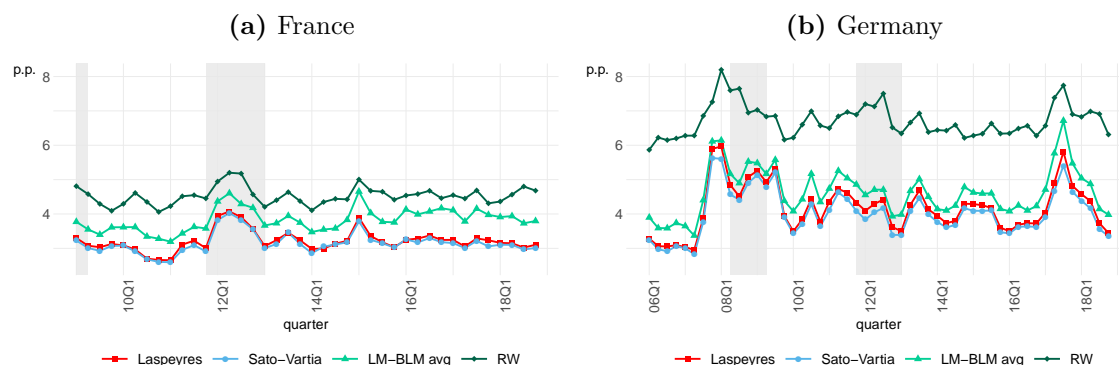 (a) France
p.p.
8
6
4
10Q1
12Q1
14Q1
16Q1
18Q1
quarter
Laspeyres Sato−Vartia LM−BLM avg RW
(b) Germany
p.p.
8
6
4
06Q1
08Q1
10Q1
12Q1
14Q1
16Q1
18Q1
quarter
Laspeyres Sato−Vartia LM−BLM avg RW